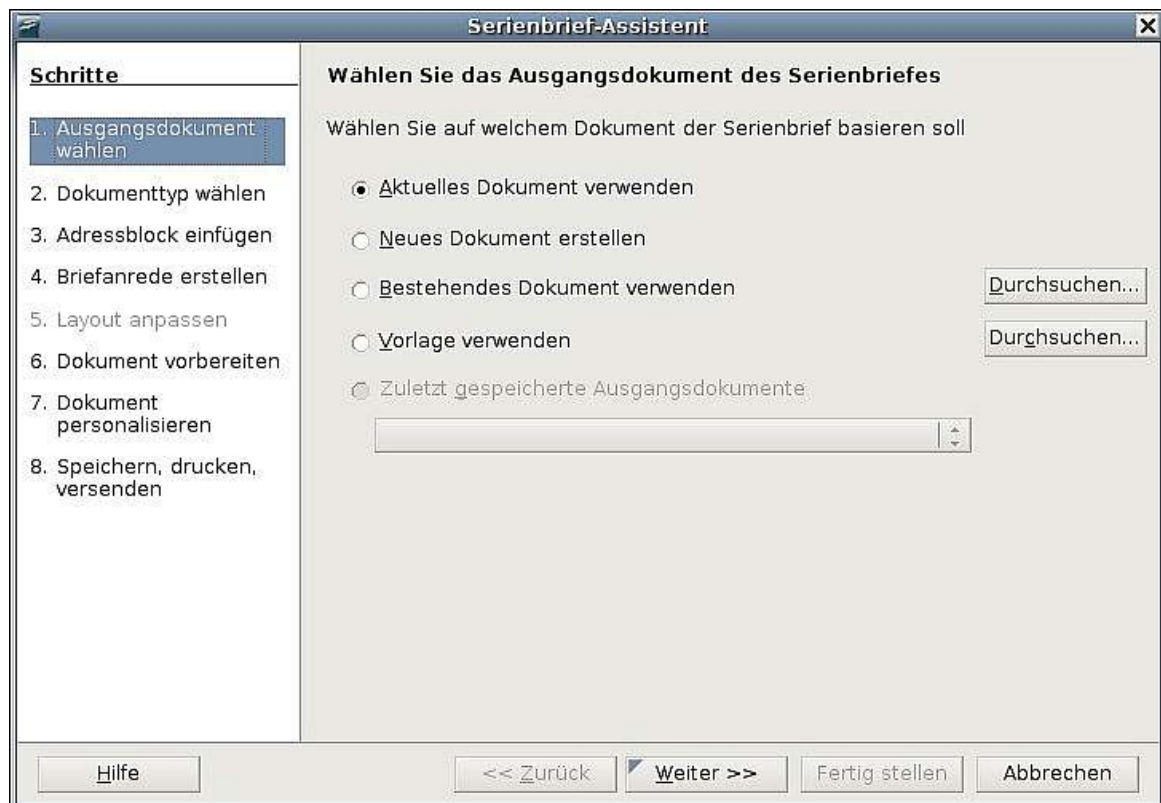 Serienbrief-Assistent
Schritte
1. Ausgangsdokument
wählen
2. Dokumenttyp wählen
3. Adressblock einfügen
4. Briefanrede erstellen
5. Layout anpassen
6. Dokument vorbereiten
7. Dokument
personalisieren
8. Speichern, drucken,
versenden
Wählen Sie das Ausgangsdokument des Serienbriefes
Wählen Sie auf welchem Dokument der Serienbrief basieren soll
Aktuelles Dokument verwenden
Neues Dokument erstellen
Bestehendes Dokument verwenden
Durchsuchen...
Vorlage verwenden
Durchsuchen...
Zuletzt gespeicherte Ausgangsdokumente
Hilfe
<< Zurück
Weiter >>
Fertig stellen
Abbrechen